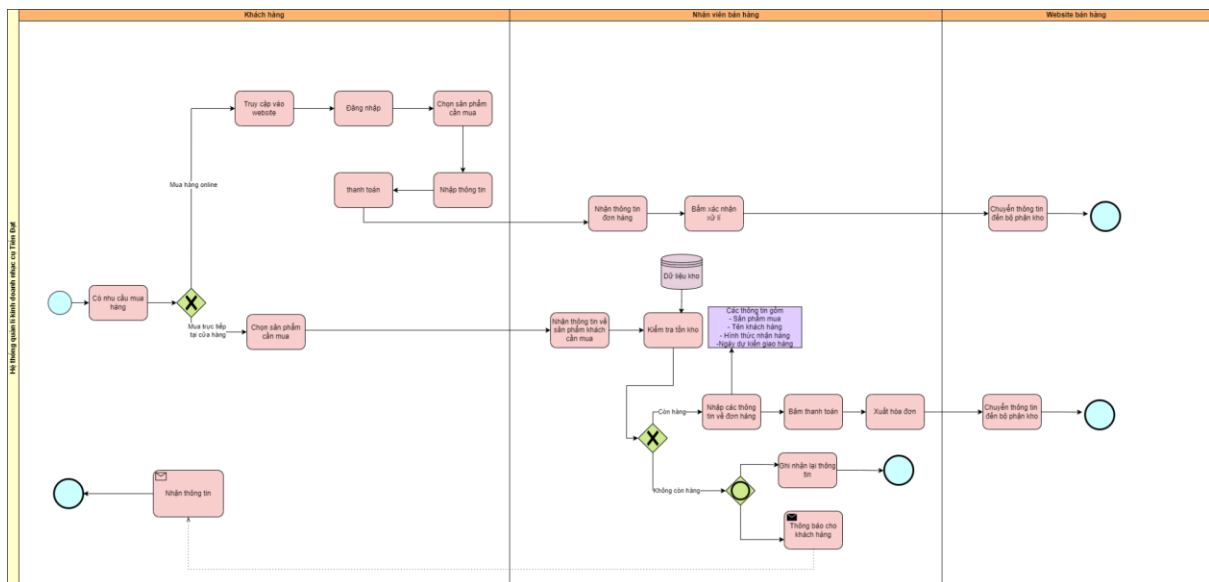 Hệ thống quản lí kinh doanh nhạc cụ Tiến Đạt
Khách hàng
Nhân viên bán hàng
Website bán hàng
Truy cập vào
website
Đăng nhập
Chọn sản phẩm
cần mua
Mua hàng online
thanh toán
Nhập thông tin
Nhận thông tin
đơn hàng
Bấm xác nhận
xử lí
Chuyển thông tin
đến bộ phận kho
Dữ liệu kho
Có nhu cầu mua
hàng
Mua trực tiếp
tại cửa hàng
Chọn sản phẩm
cần mua
Nhận thông tin về
sản phẩm khách
cần mua
Kiểm tra tồn kho
Các thông tin gồm
- Sản phẩm mua
- Tên khách hàng
- Hình thức nhận hàng
-Ngày dự kiến giao hàng
Còn hàng
Nhập các thông
tin về đơn hàng
Bấm thanh toán
Xuất hóa đơn
Chuyển thông tin
đến bộ phận kho
Không còn hàng
Ghi nhận lại thông
tin
Nhận thông tin
Thông báo cho
khách hàng